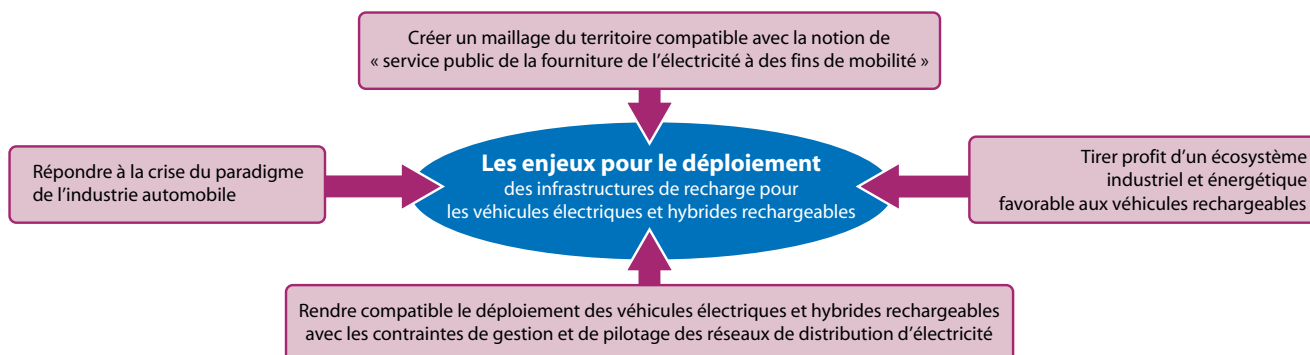 Créer un maillage du territoire compatible avec la notion de
« service public de la fourniture de l’électricité à des fins de mobilité »
Répondre à la crise du paradigme
de l’industrie automobile
Les enjeux pour le déploiement
des infrastructures de recharge pour
les véhicules électriques et hybrides rechargeables
Tirer profit d’un écosystème
industriel et énergétique
favorable aux véhicules rechargeables
Rendre compatible le déploiement des véhicules électriques et hybrides rechargeables
avec les contraintes de gestion et de pilotage des réseaux de distribution d’électricité